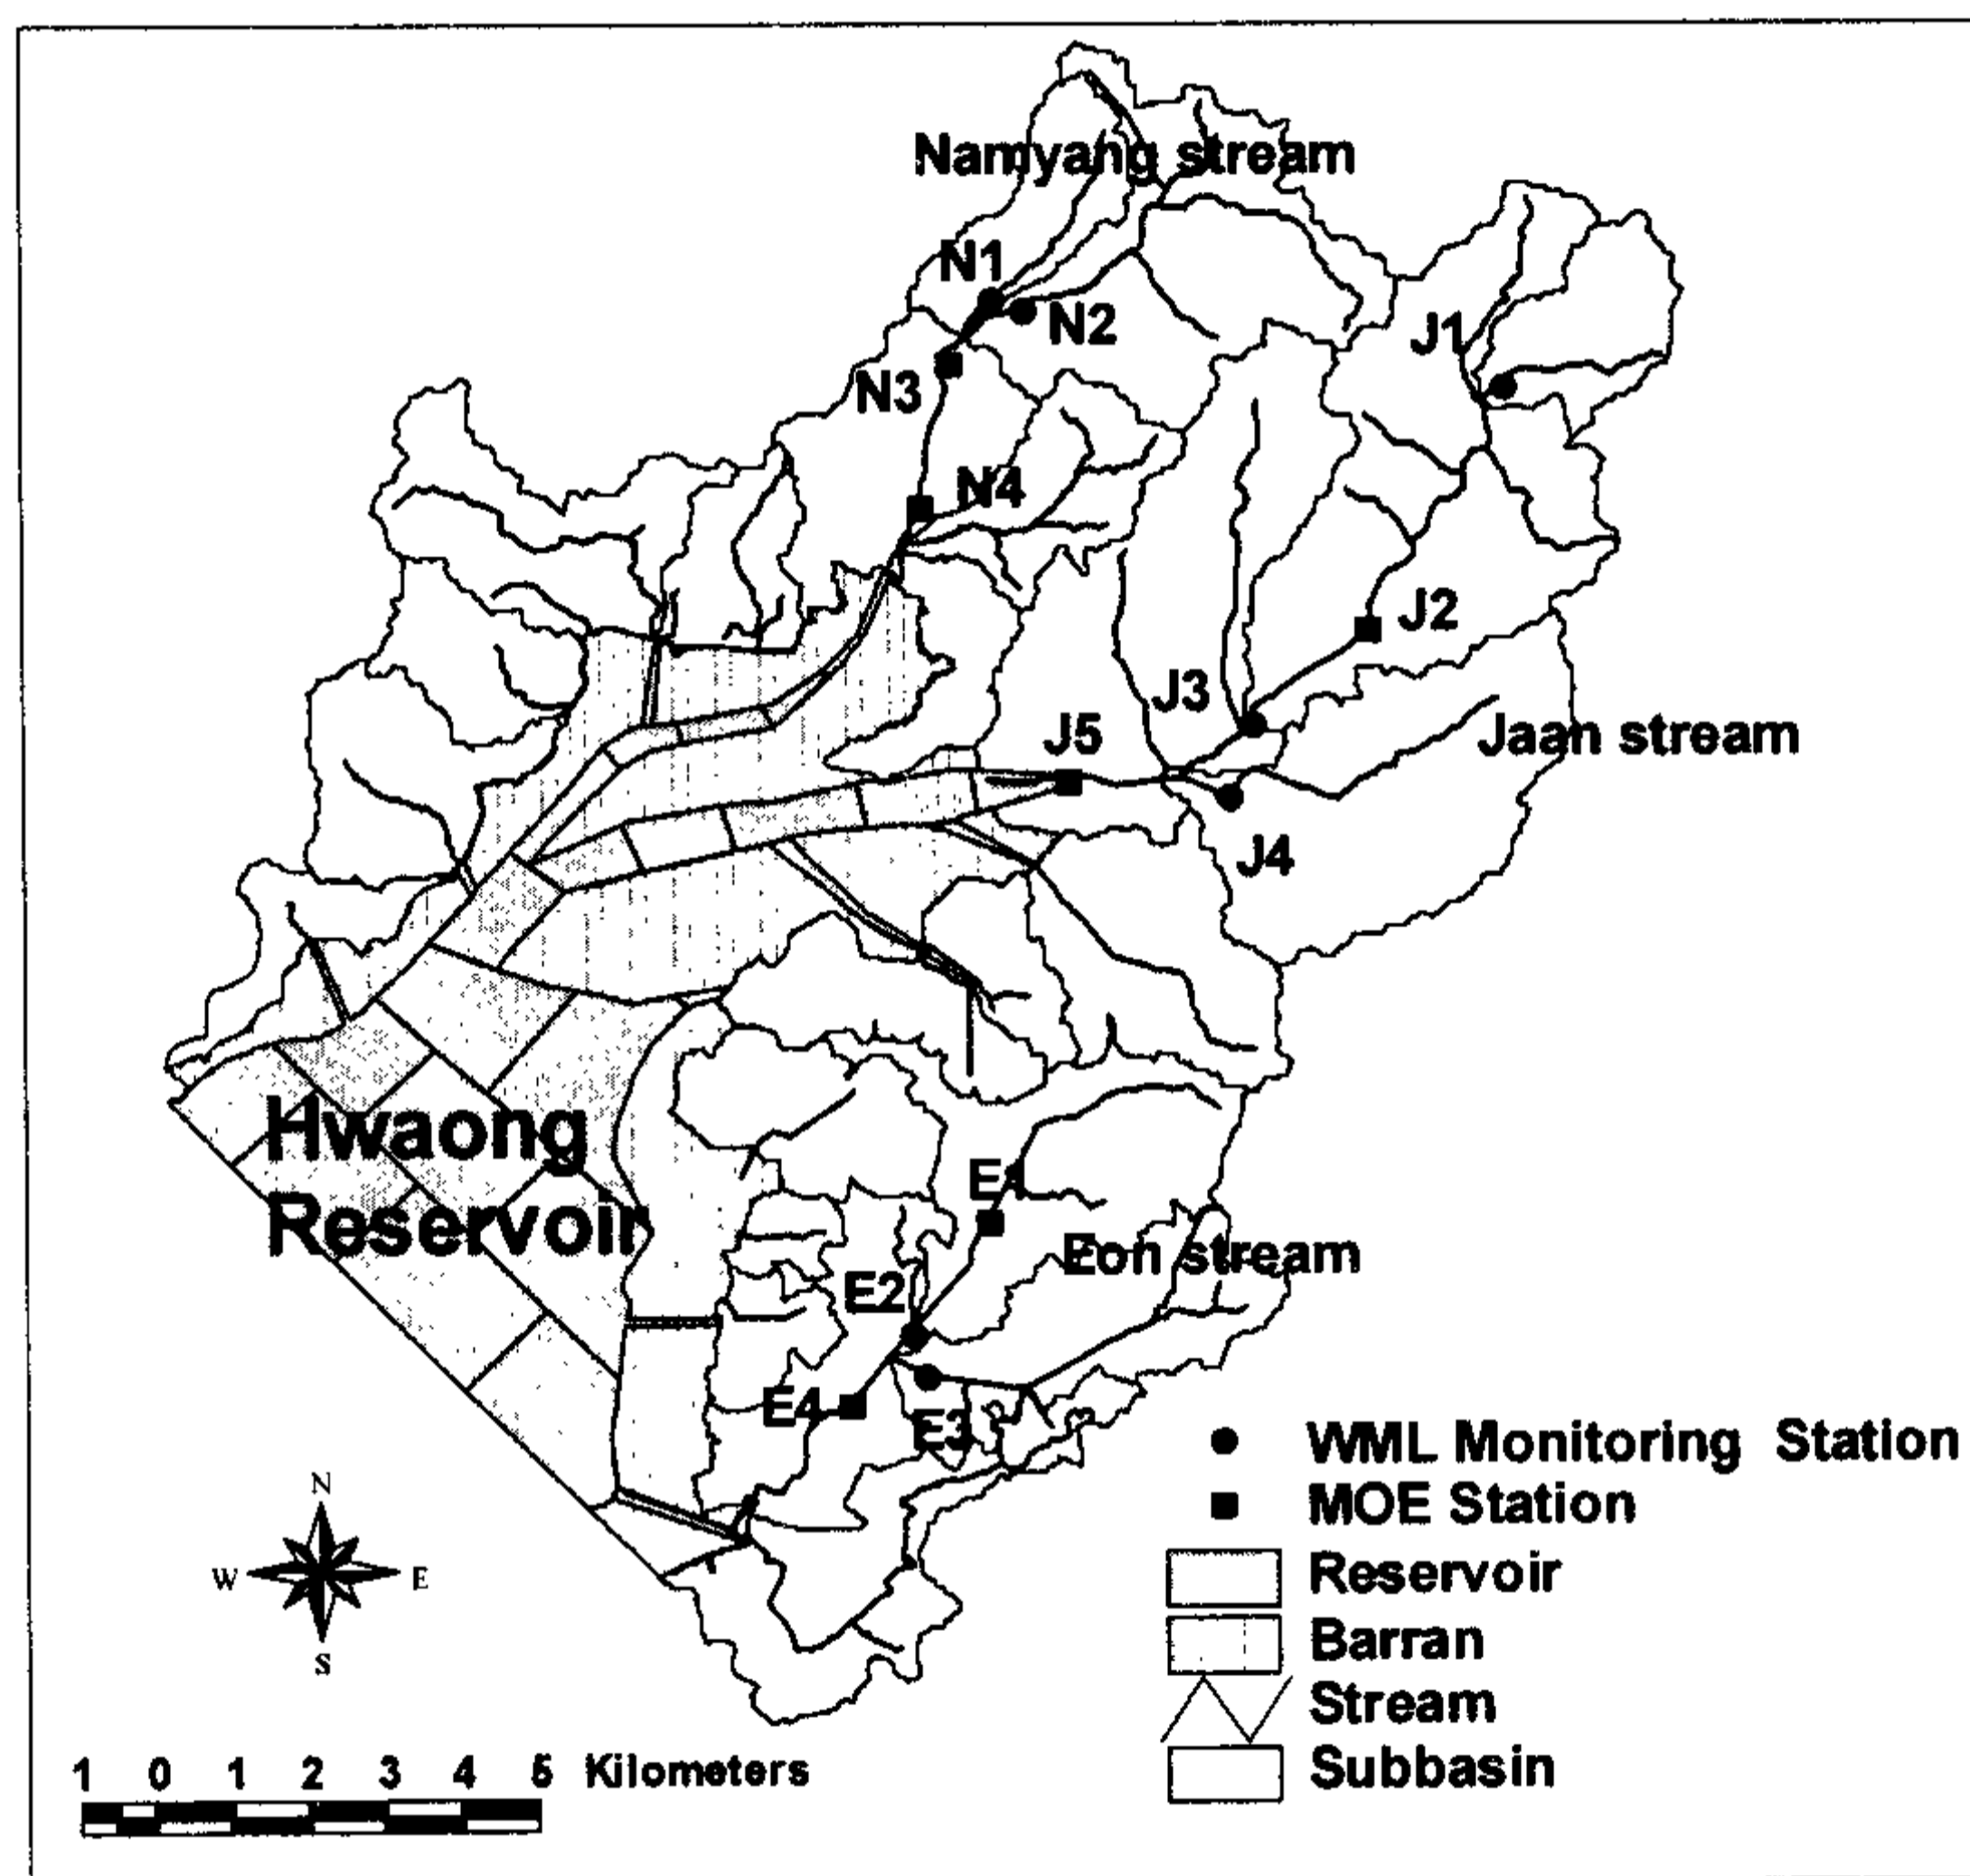 Namyang stream
N1
N2
J1
N3
N4
J2
J3
J5
Jaan stream
J4
Hwaong
Reservoir
E1
Eon stream
E2
E4
E3
WML Monitoring Station
MOE Station
Reservoir
Barran
Stream
Subbasin
N
W E
S
1 0 1 2 3 4 5 Kilometers